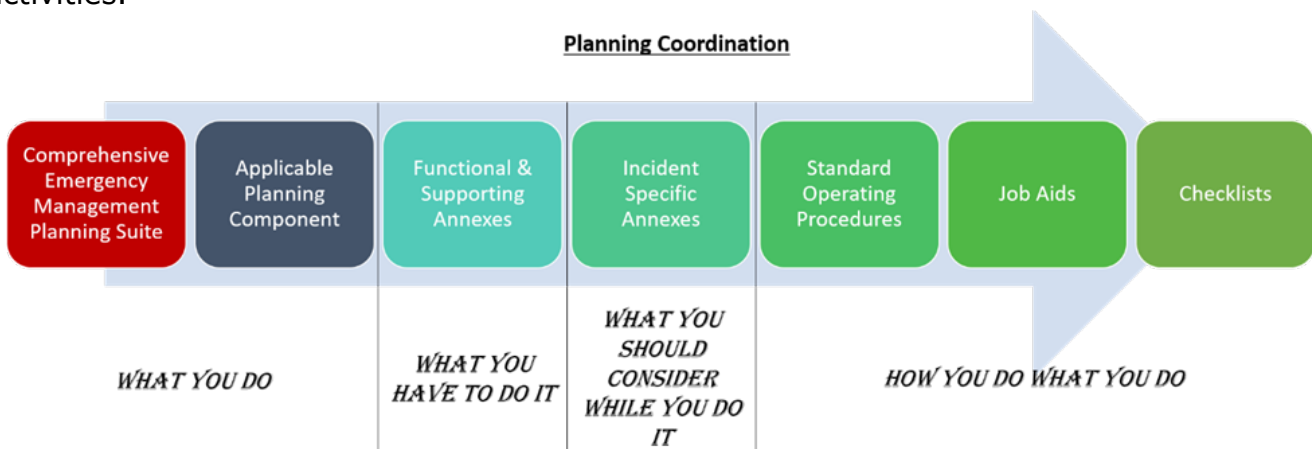 activities.
Planning Coordination
Comprehensive
Emergency
Management
Planning Suite
Applicable
Planning
Component
Functional &
Supporting
Annexes
Incident
Specific
Annexes
Standard
Operating
Procedures
Job Aids
Checklists
WHAT YOU DO
WHAT YOU
HAVE TO DO IT
WHAT YOU
SHOULD
CONSIDER
WHILE YOU DO
IT
HOW YOU DO WHAT YOU DO